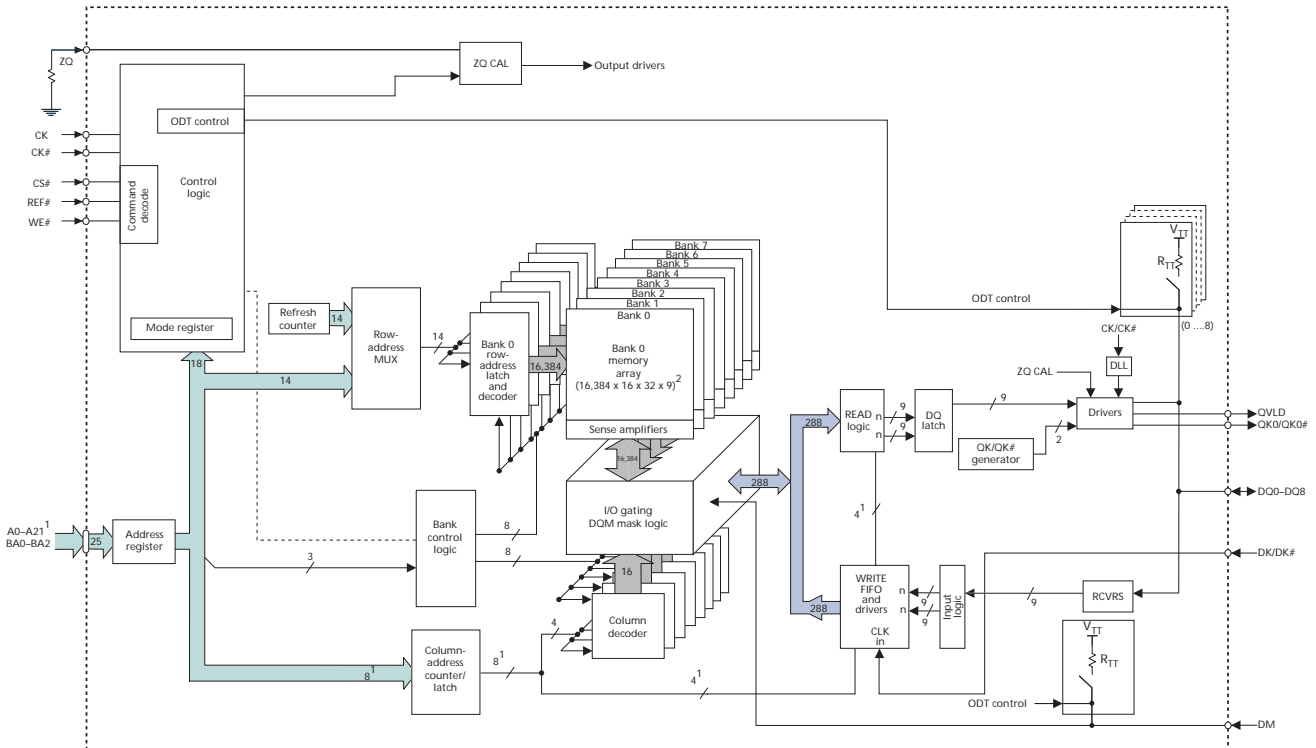 ZQ
ZQ CAL
Output drivers
ODT control
CK
CK#
CS#
REF#
WE#
Command
decode
Control
logic
Mode register
Refresh
counter
14
Row-
address
MUX
14
18
14
Bank 0
row-
address
latch
and
decoder
16,384
Bank 7
Bank 6
Bank 5
Bank 4
Bank 3
Bank 2
Bank 1
Bank 0
Bank 0
memory
array
(16,384 x 16 x 32 x 9)2
Sense amplifiers
16,384
I/O gating
DQM mask logic
288
288
288
READ
logic
n
n
9
9
DQ
latch
9
ODT control
VTT
RTT
(0 ....8)
CK/CK#
DLL
ZQ CAL
Drivers
QK/QK#
generator
2
QVLD
QK0/QK0#
DQ0–DQ8
DK/DK#
41
A0–A211
BA0–BA2
25
Address
register
3
Bank
control
logic
8
8
16
Column
decoder
4
81
Column-
address
counter/
latch
81
41
WRITE
FIFO
and
drivers
CLK
in
n
n
9
9
Input
logic
9
RCVRS
VTT
RTT
ODT control
DM